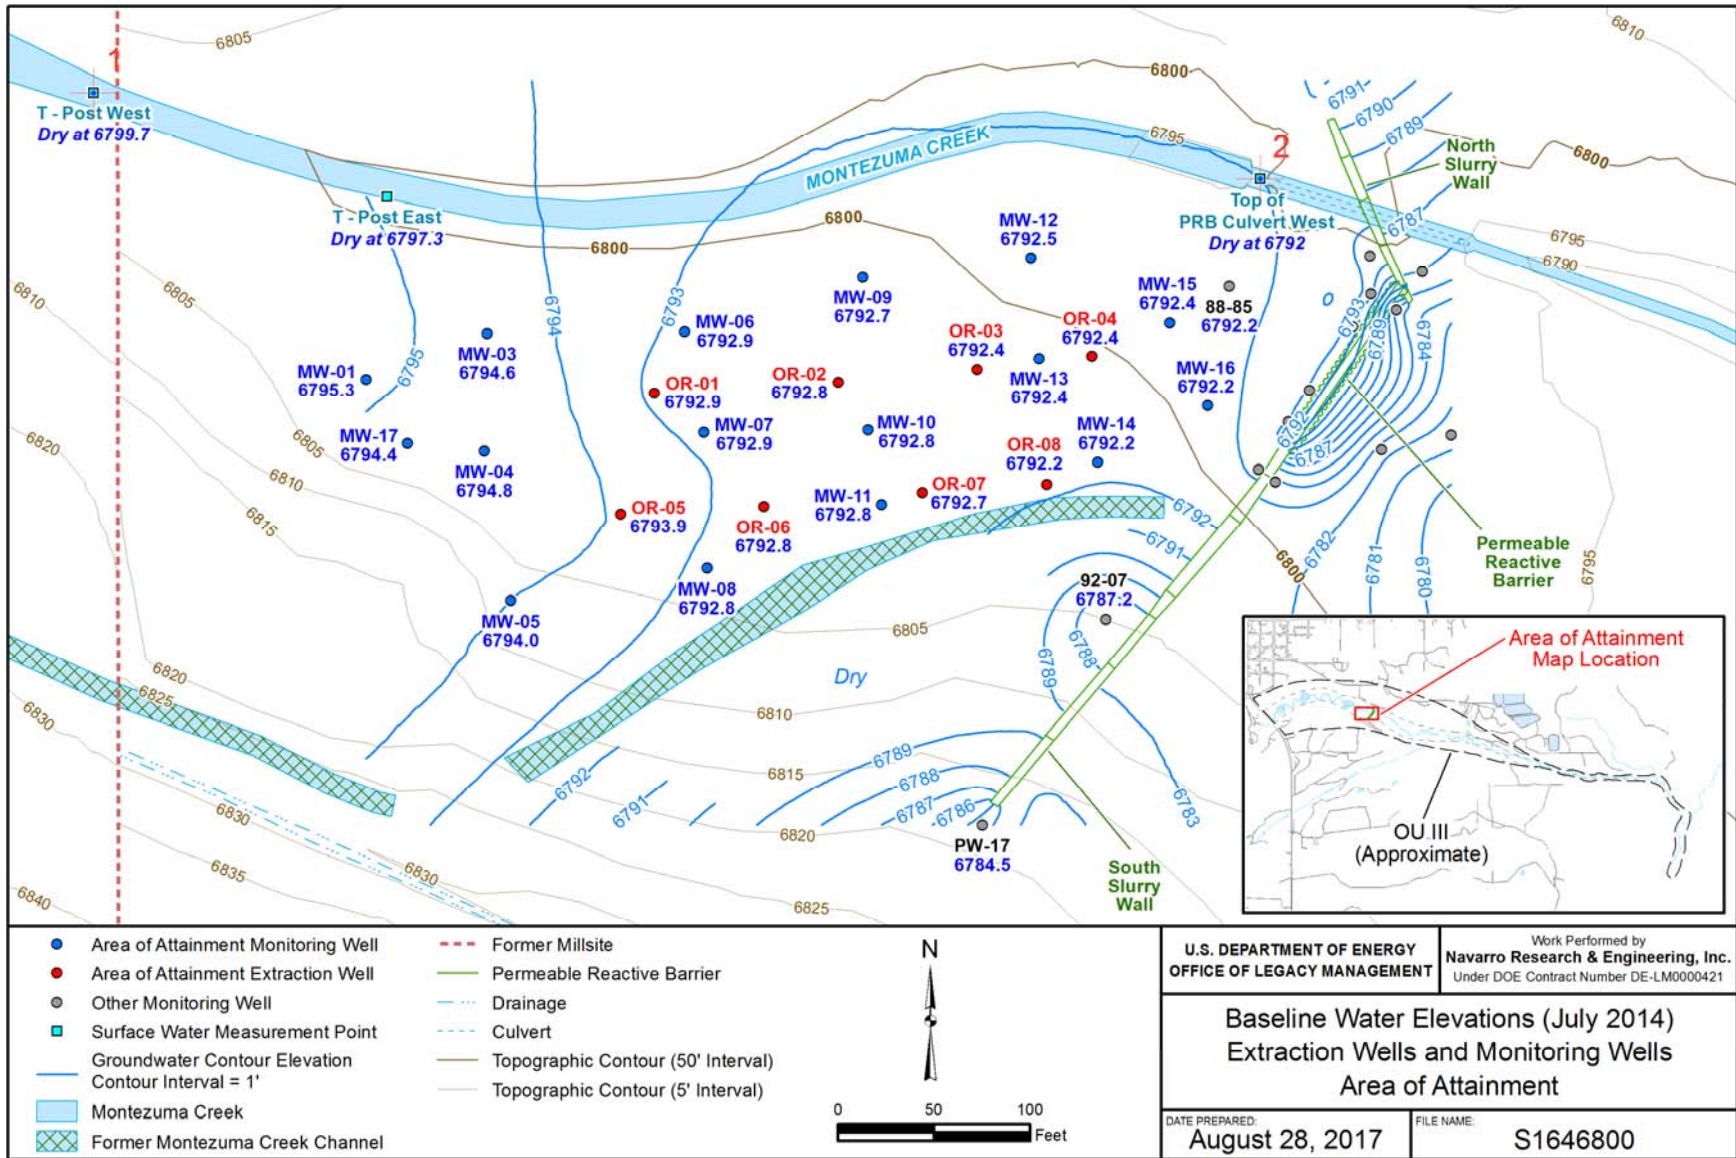 6805
6810
1
T - Post West
Dry at 6799.7
6800
6791
6790
6789
6795
MONTEZUMA CREEK
2
North
Slurry
Wall
6800
T - Post East
Dry at 6797.3
6800
6800
MW-12
6792.5
Top of
PRB Culvert West
Dry at 6792
6787
6795
6790
6810
6805
6794
6793
MW-09
6792.7
MW-15
6792.4
88-85
6792.2
6793
6789
6784
MW-06
6792.9
OR-03
6792.4
OR-04
6792.4
MW-03
6794.6
6795
MW-01
6795.3
OR-01
6792.9
OR-02
6792.8
MW-13
6792.4
MW-16
6792.2
MW-17
6794.4
MW-07
6792.9
MW-10
6792.8
MW-14
6792.2
6792
6787
6820
6805
6810
6815
MW-04
6794.8
OR-08
6792.2
OR-05
6793.9
OR-06
6792.8
MW-11
6792.8
OR-07
6792.7
6792
6791
6782
6781
6780
6800
6795
Permeable
Reactive
Barrier
MW-08
6792.8
92-07
6787.2
MW-05
6794.0
6805
6788
6789
Dry
6820
6825
6830
6810
6815
6789
6788
6787
6786
6792
6791
6783
6830
6820
PW-17
6784.5
6835
6830
6840
6825
South
Slurry
Wall
Area of Attainment
Map Location
OU III
(Approximate)
Area of Attainment Monitoring Well
Area of Attainment Extraction Well
Other Monitoring Well
Surface Water Measurement Point
Groundwater Contour Elevation
Contour Interval = 1'
Montezuma Creek
Former Montezuma Creek Channel
Former Millsite
Permeable Reactive Barrier
Drainage
Culvert
Topographic Contour (50' Interval)
Topographic Contour (5' Interval)
N
0 50 100
Feet
U.S. DEPARTMENT OF ENERGY
OFFICE OF LEGACY MANAGEMENT
Work Performed by
Navarro Research & Engineering, Inc.
Under DOE Contract Number DE-LM0000421
Baseline Water Elevations (July 2014)
Extraction Wells and Monitoring Wells
Area of Attainment
DATE PREPARED:
August 28, 2017
FILE NAME:
S1646800